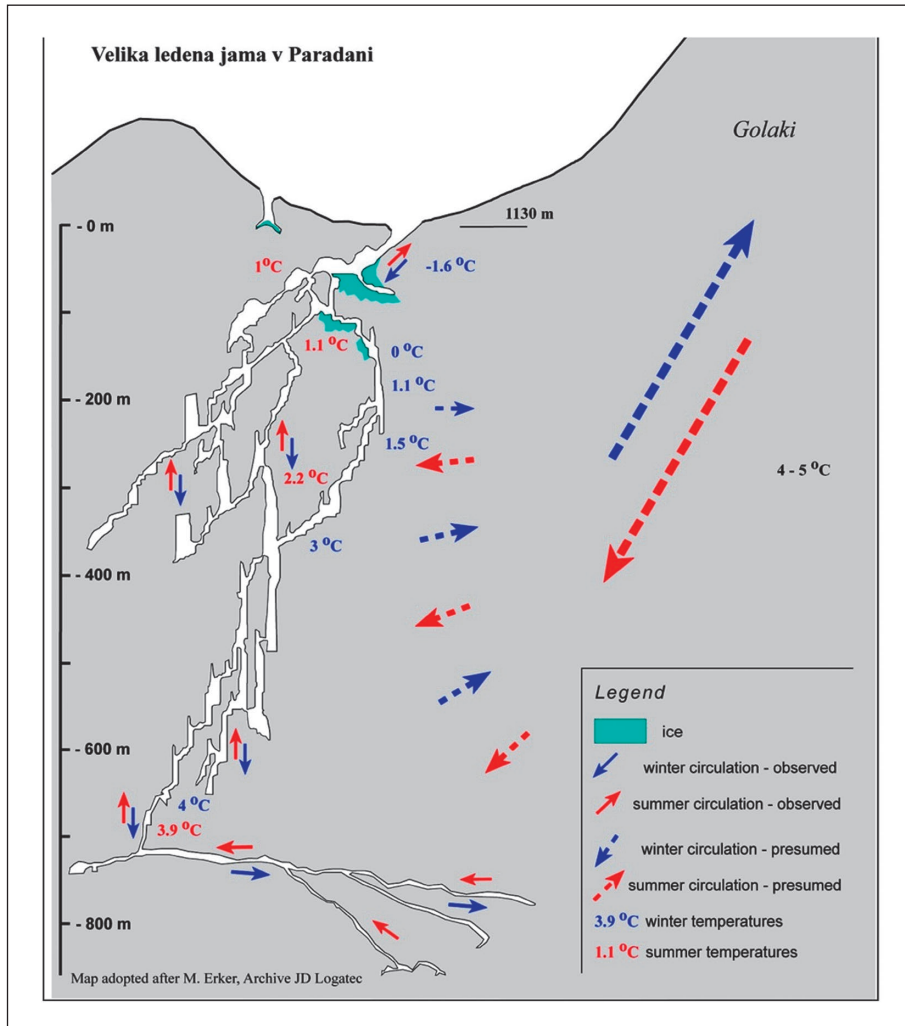 Velika ledena jama v Paradani
Golaki
- 0 m
1130 m
1°C
-1.6 °C
1.1 °C
0 °C
1.1 °C
- 200 m
1.5 °C
2.2 °C
4 - 5 °C
3 °C
- 400 m
- 600 m
4 °C
3.9 °C
- 800 m
Legend
ice
winter circulation - observed
summer circulation - observed
winter circulation - presumed
summer circulation - presumed
3.9 °C winter temperatures
1.1 °C summer temperatures
Map adopted after M. Erker, Archive JD Logatec